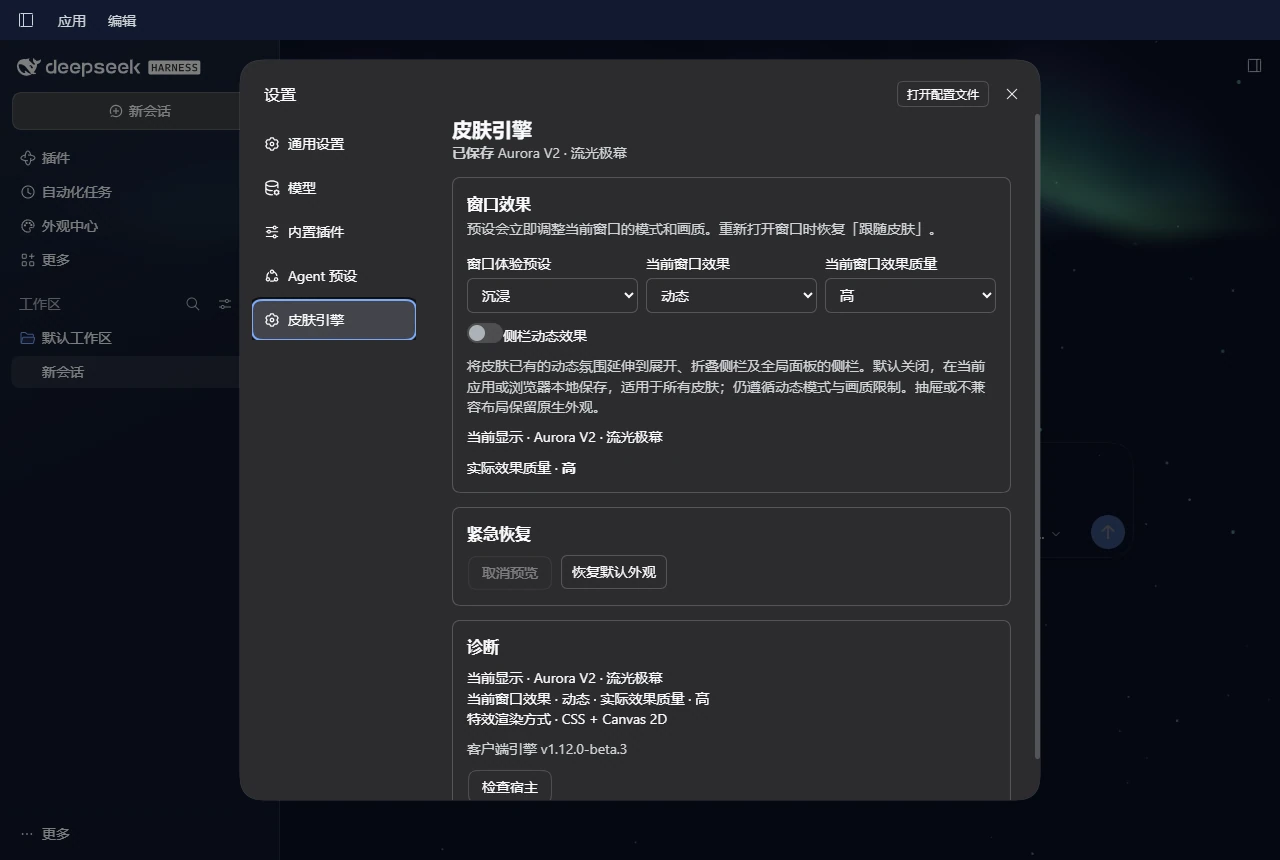 应用 编辑
deepseek HARNESS
新会话
插件
自动化任务
外观中心
更多
工作区
默认工作区
新会话
更多
设置
打开配置文件
通用设置
模型
内置插件
Agent 预设
皮肤引擎
皮肤引擎
已保存 Aurora V2 · 流光极幕
窗口效果
预设会立即调整当前窗口的模式和画质。重新打开窗口时恢复「跟随皮肤」。
窗口体验预设 当前窗口效果 当前窗口效果质量
沉浸 动态 高
侧栏动态效果
将皮肤已有的动态氛围延伸到展开、折叠侧栏及全局面板的侧栏。默认关闭，在当前
应用或浏览器本地保存，适用于所有皮肤；仍遵循动态模式与画质限制。抽屉或不兼
容布局保留原生外观。
当前显示 · Aurora V2 · 流光极幕
实际效果质量 · 高
紧急恢复
取消预览 恢复默认外观
诊断
当前显示 · Aurora V2 · 流光极幕
当前窗口效果 · 动态 · 实际效果质量 · 高
特效渲染方式 · CSS + Canvas 2D
客户端引擎 v1.12.0-beta.3
检查宿主